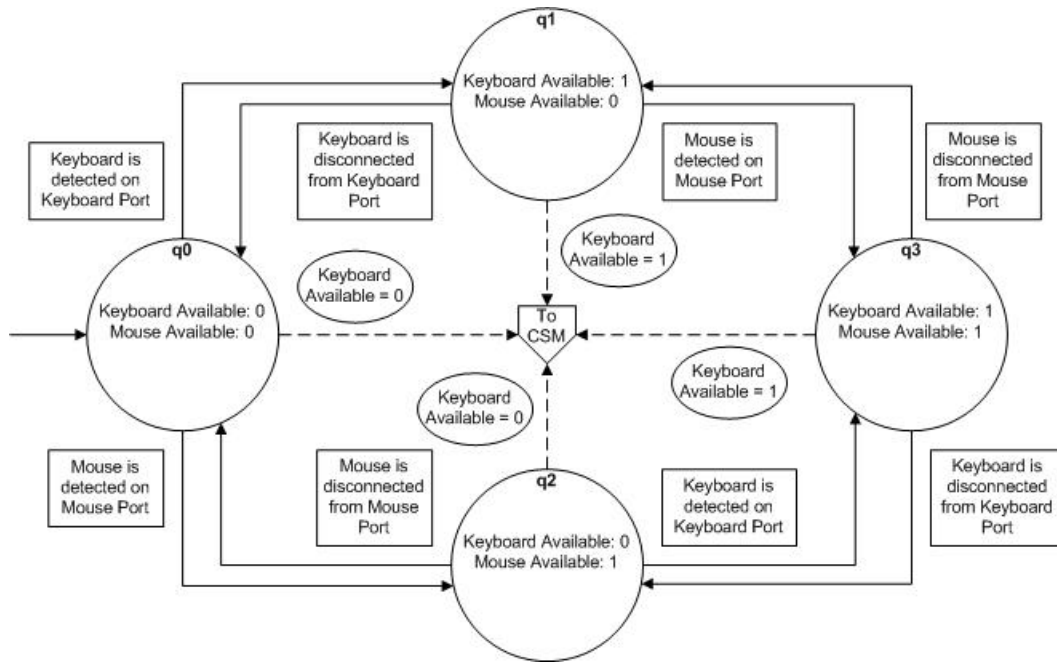 q1
Keyboard Available: 1
Mouse Available: 0
Keyboard is
detected on
Keyboard Port
Keyboard is
disconnected
from Keyboard
Port
Mouse is
detected on
Mouse Port
Mouse is
disconnected
from Mouse
Port
Keyboard
Available = 1
q0
Keyboard Available: 0
Mouse Available: 0
Keyboard
Available = 0
To
CSM
q3
Keyboard Available: 1
Mouse Available: 1
Keyboard
Available = 0
Keyboard
Available = 1
Mouse is
detected on
Mouse Port
Mouse is
disconnected
from Mouse
Port
q2
Keyboard Available: 0
Mouse Available: 1
Keyboard is
detected on
Keyboard Port
Keyboard is
disconnected
from Keyboard
Port